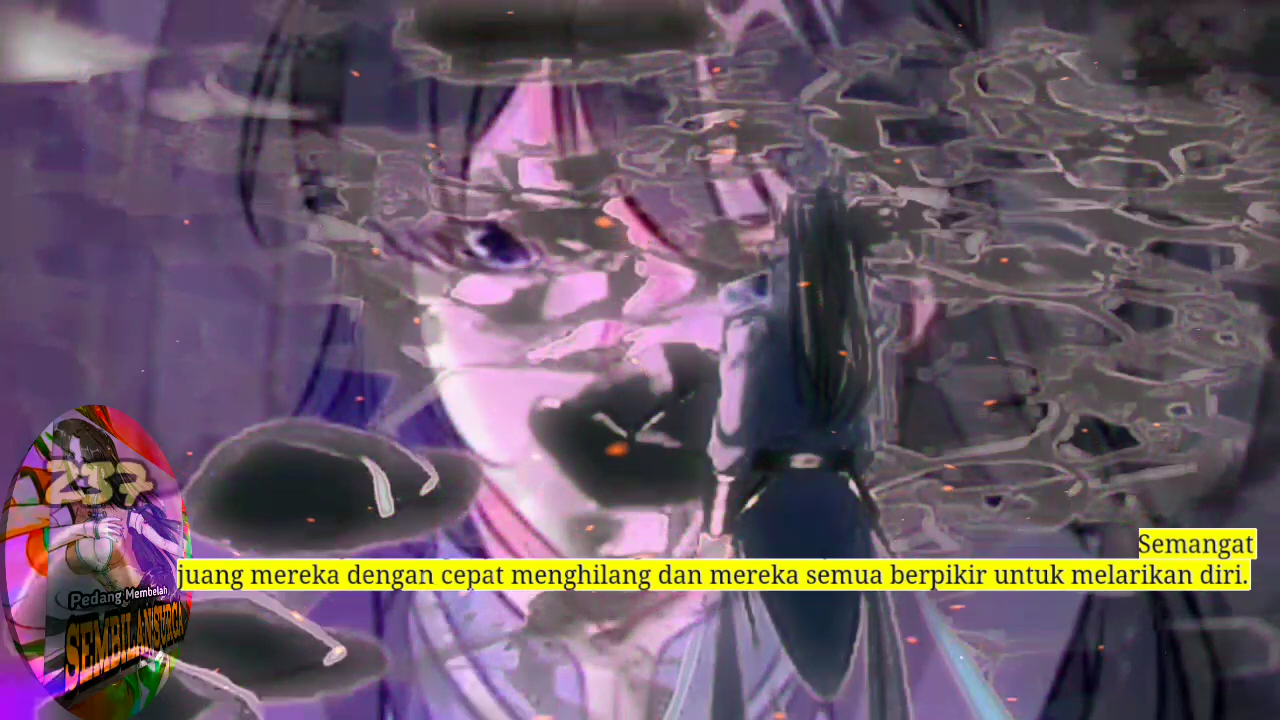 237
Pedang Membelah
SEMBILAN SURGA
Semangat
juang mereka dengan cepat menghilang dan mereka semua berpikir untuk melarikan diri.